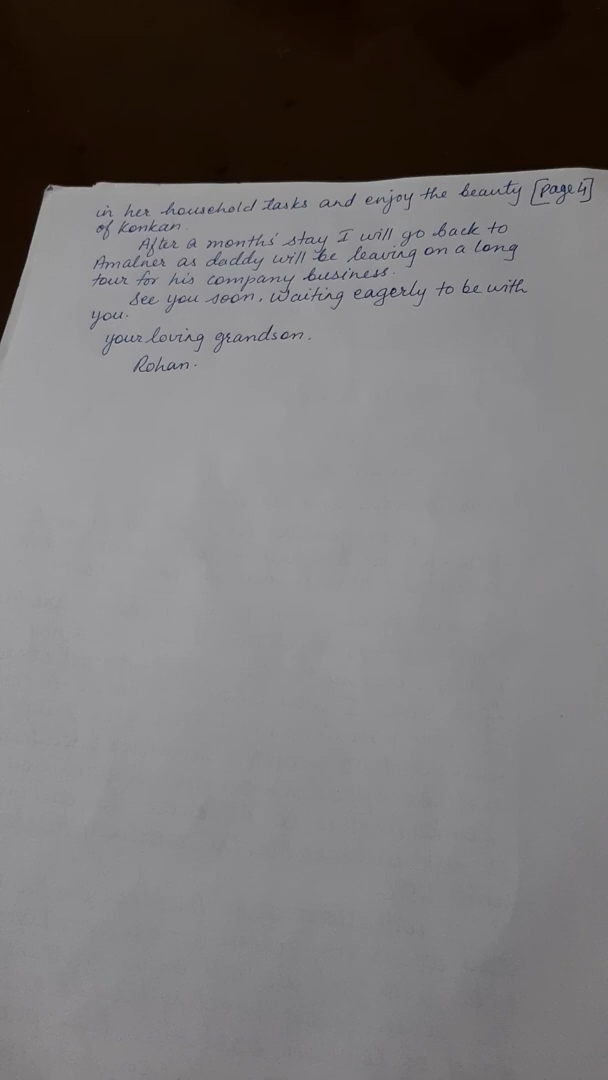 in her household tasks and enjoy the beauty [page 4]
of Konkan.
After a months' stay I will go back to
Amalner as daddy will be leaving on a long
tour for his company business.
See you soon, waiting eagerly to be with
you.
your loving grandson.
Rohan.